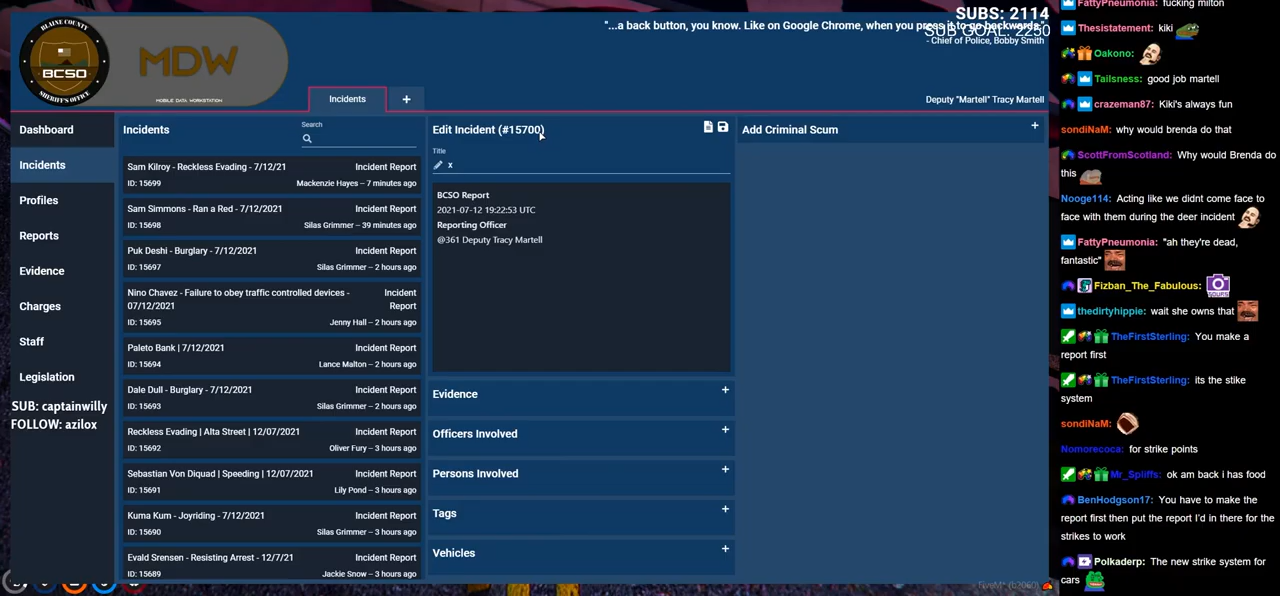 BLAINE COUNTY
BCSO
SHERIFF'S OFFICE
MDW
MOBILE DATA WORKSTATION
"...a back button, you know. Like on Google Chrome, when you press it to go backwards."
- Chief of Police, Bobby Smith
SUBS: 2114
SUB GOAL: 2250
Incidents
+
Deputy "Martell" Tracy Martell
Dashboard
Incidents
Profiles
Reports
Evidence
Charges
Staff
Legislation
SUB: captainwilly
FOLLOW: azilox
Incidents
Search
Sam Kilroy - Reckless Evading - 7/12/21 Incident Report
ID: 15699 Mackenzie Hayes – 7 minutes ago
Sam Simmons - Ran a Red - 7/12/2021 Incident Report
ID: 15698 Silas Grimmer – 39 minutes ago
Puk Deshi - Burglary - 7/12/2021 Incident Report
ID: 15697 Silas Grimmer – 2 hours ago
Nino Chavez - Failure to obey traffic controlled devices - Incident
07/12/2021 Report
ID: 15695 Jenny Hall – 2 hours ago
Paleto Bank | 7/12/2021 Incident Report
ID: 15694 Lance Malton – 2 hours ago
Dale Dull - Burglary - 7/12/2021 Incident Report
ID: 15693 Silas Grimmer – 2 hours ago
Reckless Evading | Alta Street | 12/07/2021 Incident Report
ID: 15692 Oliver Fury – 3 hours ago
Sebastian Von Diquad | Speeding | 12/07/2021 Incident Report
ID: 15691 Lily Pond – 3 hours ago
Kuma Kum - Joyriding - 7/12/2021 Incident Report
ID: 15690 Silas Grimmer – 3 hours ago
Evald Srensen - Resisting Arrest - 12/7/21 Incident Report
ID: 15689 Jackie Snow – 3 hours ago
Edit Incident (#15700)
Title
x
BCSO Report
2021-07-12 19:22:53 UTC
Reporting Officer
@361 Deputy Tracy Martell
Evidence +
Officers Involved +
Persons Involved +
Tags +
Vehicles +
Add Criminal Scum +
FiveM* (b2060)
FattyPneumonia: fucking milton
Thesistatement: kiki
Oakono:
Tailsness: good job martell
crazeman87: Kiki's always fun
sondiNaM: why would brenda do that
ScottFromScotland: Why would Brenda do
this
Nooge114: Acting like we didnt come face to
face with them during the deer incident
FattyPneumonia: "ah they're dead,
fantastic"
Fizban_The_Fabulous:
thedirtyhippie: wait she owns that
TheFirstSterling: You make a
report first
TheFirstSterling: its the stike
system
sondiNaM:
Nomorecoca: for strike points
Mr_Spliffs: ok am back i has food
BenHodgson17: You have to make the
report first then put the report I'd in there for the
strikes to work
Polkaderp: The new strike system for
cars